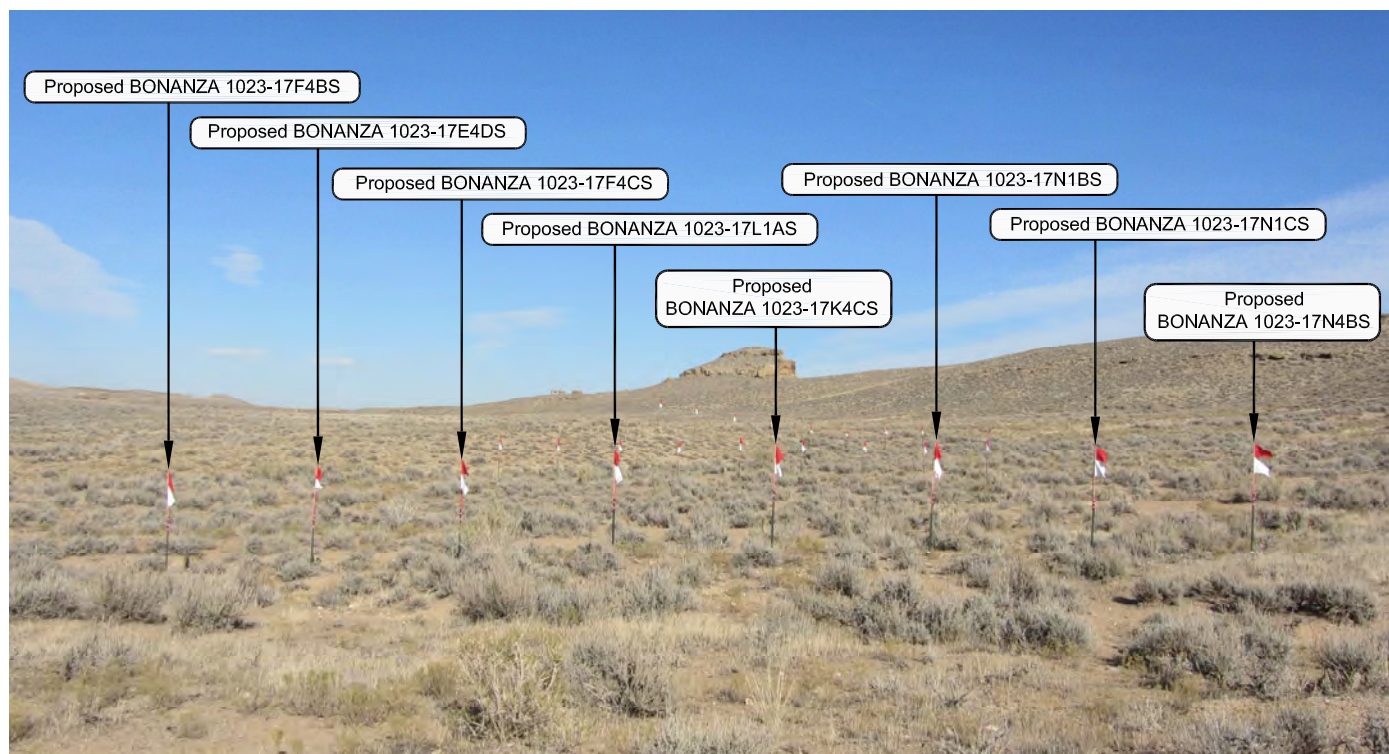 Proposed BONANZA 1023-17F4BS
Proposed BONANZA 1023-17E4DS
Proposed BONANZA 1023-17F4CS
Proposed BONANZA 1023-17L1AS
Proposed
BONANZA 1023-17K4CS
Proposed BONANZA 1023-17N1BS
Proposed BONANZA 1023-17N1CS
Proposed
BONANZA 1023-17N4BS